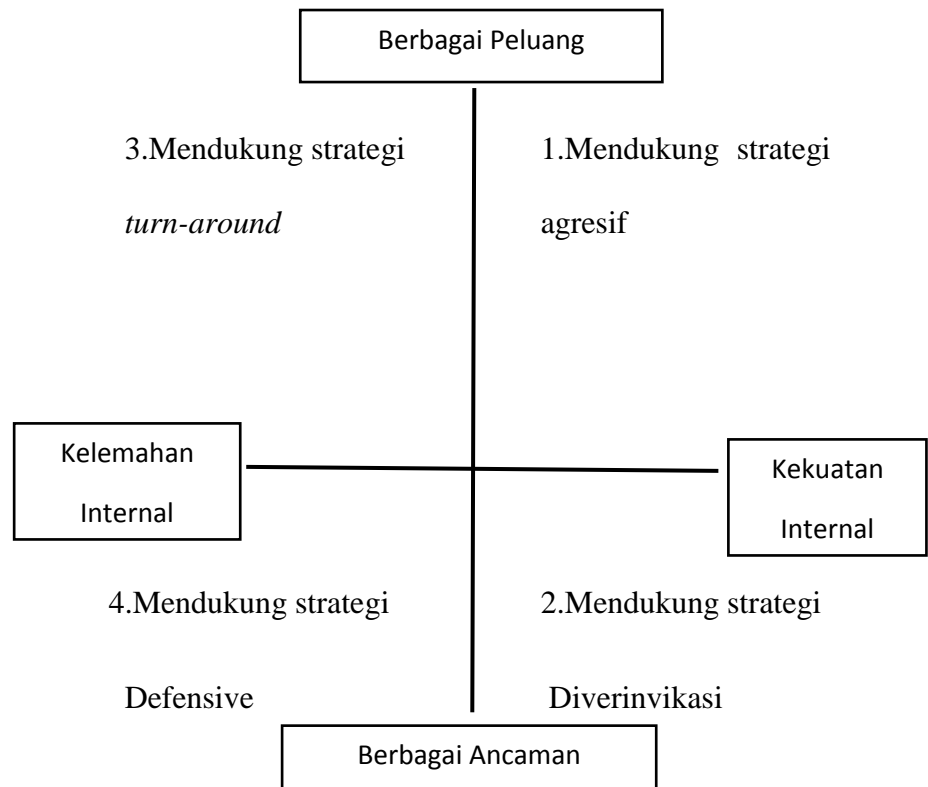 Berbagai Peluang
3.Mendukung strategi
turn-around
1.Mendukung strategi
agresif
Kelemahan
Internal
Kekuatan
Internal
4.Mendukung strategi
Defensive
2.Mendukung strategi
Diverinvikasi
Berbagai Ancaman